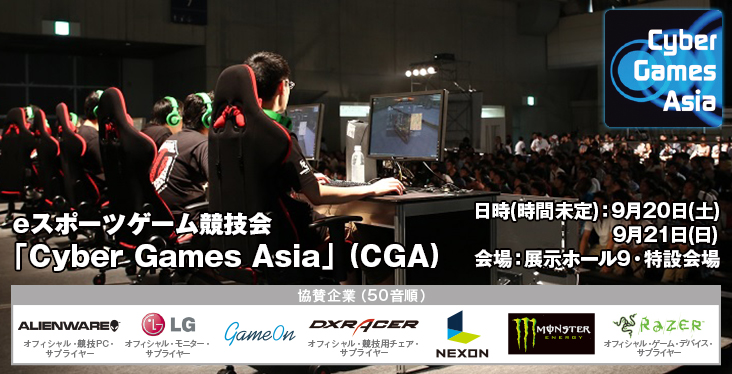 Cyber
Games
Asia
eスポーツゲーム競技会
「Cyber Games Asia」(CGA)
日時(時間未定):9月20日(土)
9月21日(日)
会場:展示ホール9・特設会場
協賛企業(50音順)
ALIENWARE
オフィシャル・競技PC・
サプライヤー
LG
オフィシャル・モニター・
サプライヤー
GameOn
DXRACER
オフィシャル・競技用チェア・
サプライヤー
NEXON
MONSTER
ENERGY
RAZER
オフィシャル・ゲーム・デバイス・
サプライヤー